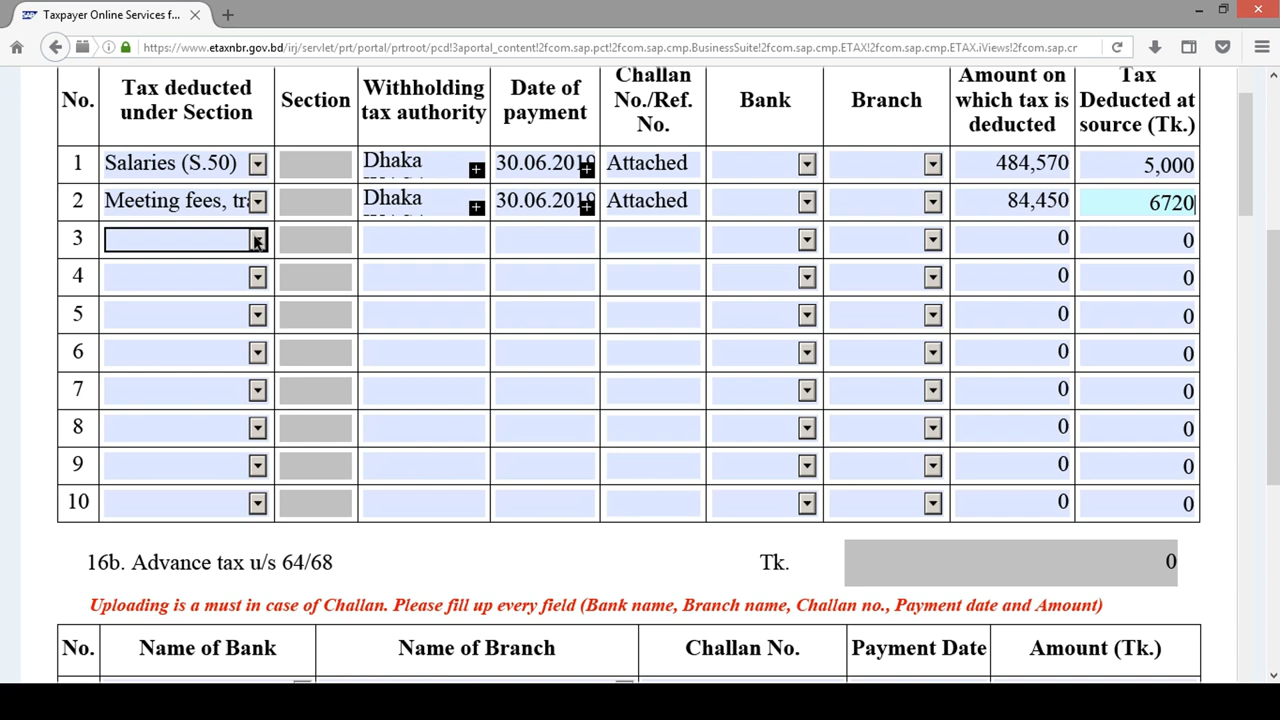 Taxpayer Online Services f...
https://www.etaxnbr.gov.bd/irj/servlet/prt/portal/prtroot/pcd!3aportal_content!2fcom.sap.pct!2fcom.sap.cmp.BusinessSuite!2fcom.sap.cmp.ETAX!2fcom.sap.cmp.ETAX.iViews!2fcom.sap.cr
No. Tax deducted under Section Section Withholding tax authority Date of payment Challan No./Ref. No. Bank Branch Amount on which tax is deducted Tax Deducted at source (Tk.)
1 Salaries (S.50) Dhaka 30.06.2019 Attached 484,570 5,000
2 Meeting fees, tra Dhaka 30.06.2019 Attached 84,450 6720
3 0 0
4 0 0
5 0 0
6 0 0
7 0 0
8 0 0
9 0 0
10 0 0
16b. Advance tax u/s 64/68 Tk. 0
Uploading is a must in case of Challan. Please fill up every field (Bank name, Branch name, Challan no., Payment date and Amount)
No. Name of Bank Name of Branch Challan No. Payment Date Amount (Tk.)